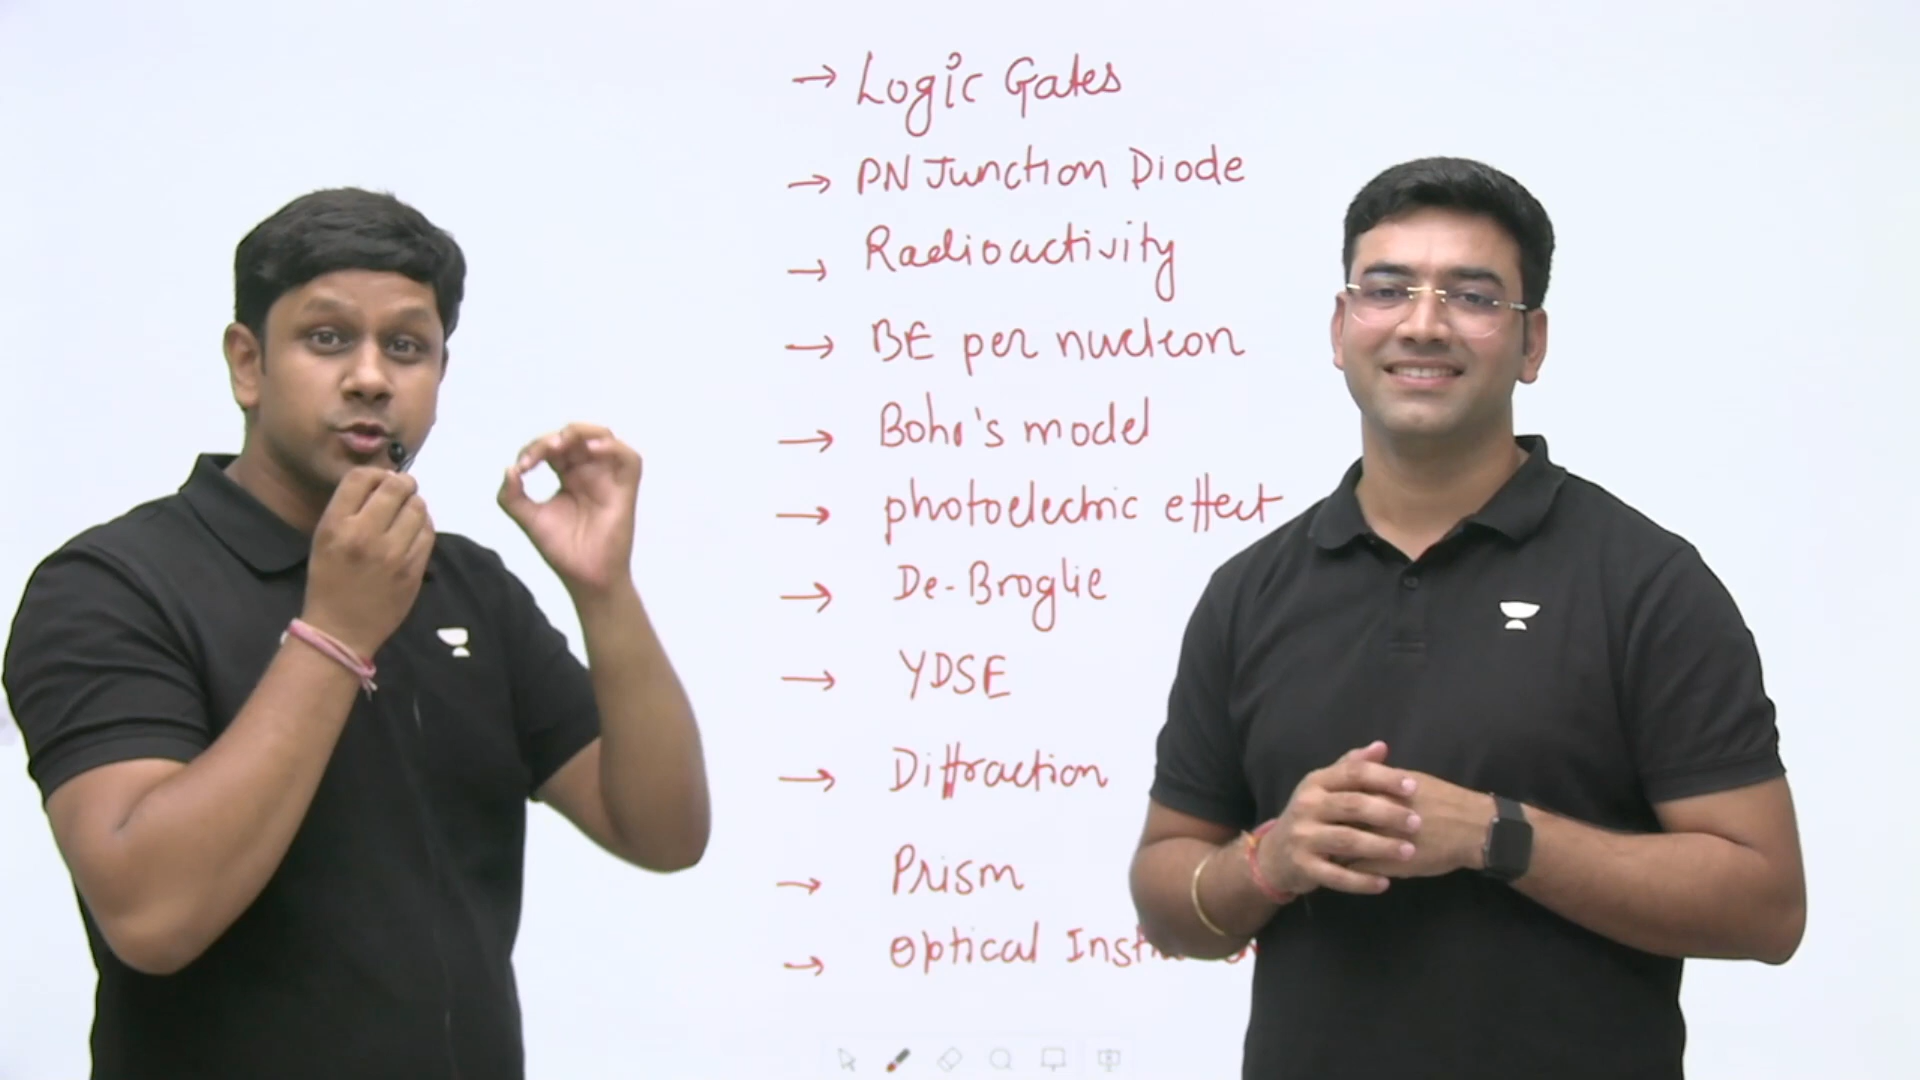 → Logic Gates
→ PN Junction Diode
→ Radioactivity
→ BE per nucleon
→ Bohr's model
→ photoelectric effect
→ De-Broglie
→ YDSE
→ Diffraction
→ Prism
→ Optical